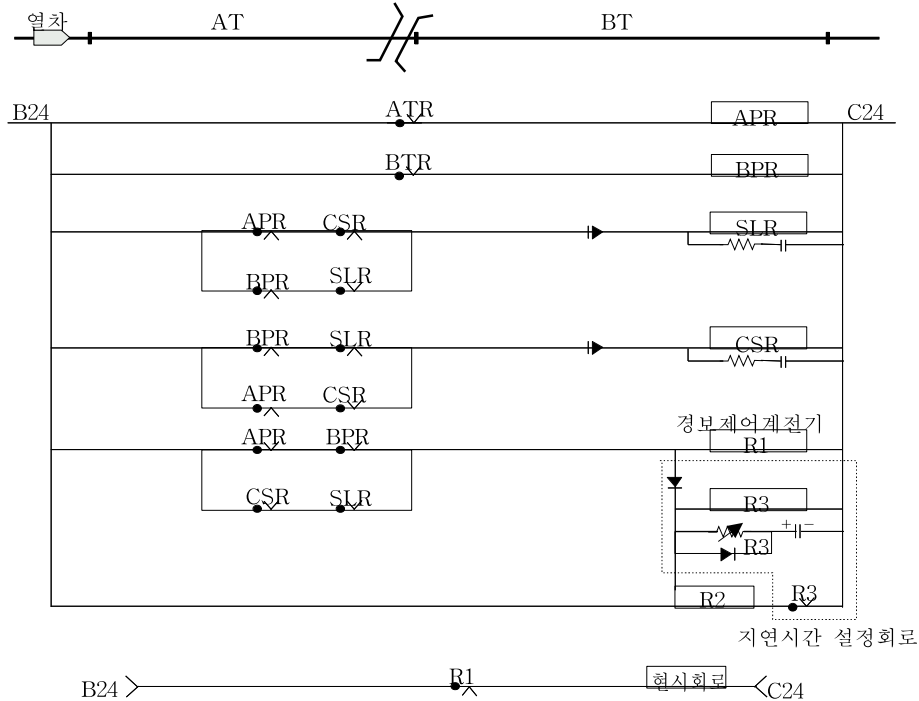 열차 AT BT
B24 ATR APR C24
BTR BPR
APR CSR SLR
BPR SLR
BPR SLR CSR
APR CSR
경보제어계전기
APR BPR R1
CSR SLR R3
+ −
R3
R2 R3
지연시간 설정회로
B24 R1 현시회로 C24